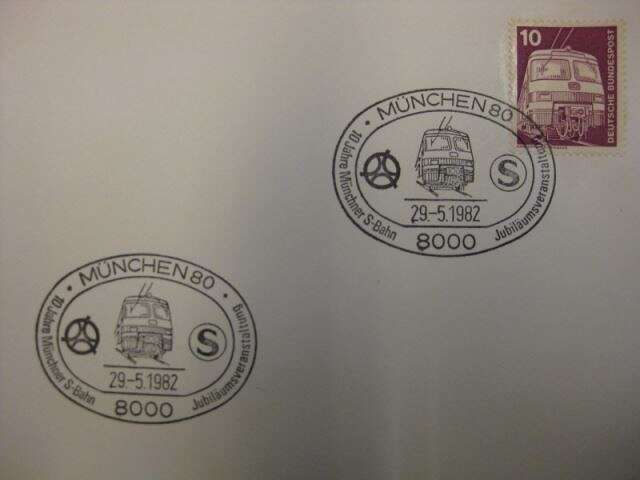 10
DEUTSCHE BUNDESPOST
• MÜNCHEN 80 •
10 Jahre Münchner S-Bahn
Jubiläumsveranstaltung
S
29.-5.1982
8000
• MÜNCHEN 80 •
10 Jahre Münchner S-Bahn
Jubiläumsveranstaltung
S
29.-5.1982
8000